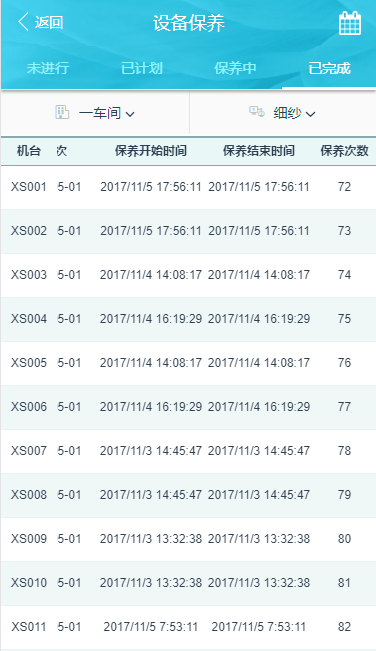 返回 设备保养
未进行 已计划 保养中 已完成
一车间 细纱
机台 次 保养开始时间 保养结束时间 保养次数
XS001 5-01 2017/11/5 17:56:11 2017/11/5 17:56:11 72
XS002 5-01 2017/11/5 17:56:11 2017/11/5 17:56:11 73
XS003 5-01 2017/11/4 14:08:17 2017/11/4 14:08:17 74
XS004 5-01 2017/11/4 16:19:29 2017/11/4 16:19:29 75
XS005 5-01 2017/11/4 14:08:17 2017/11/4 14:08:17 76
XS006 5-01 2017/11/4 16:19:29 2017/11/4 16:19:29 77
XS007 5-01 2017/11/3 14:45:47 2017/11/3 14:45:47 78
XS008 5-01 2017/11/3 14:45:47 2017/11/3 14:45:47 79
XS009 5-01 2017/11/3 13:32:38 2017/11/3 13:32:38 80
XS010 5-01 2017/11/3 13:32:38 2017/11/3 13:32:38 81
XS011 5-01 2017/11/5 7:53:11 2017/11/5 7:53:11 82